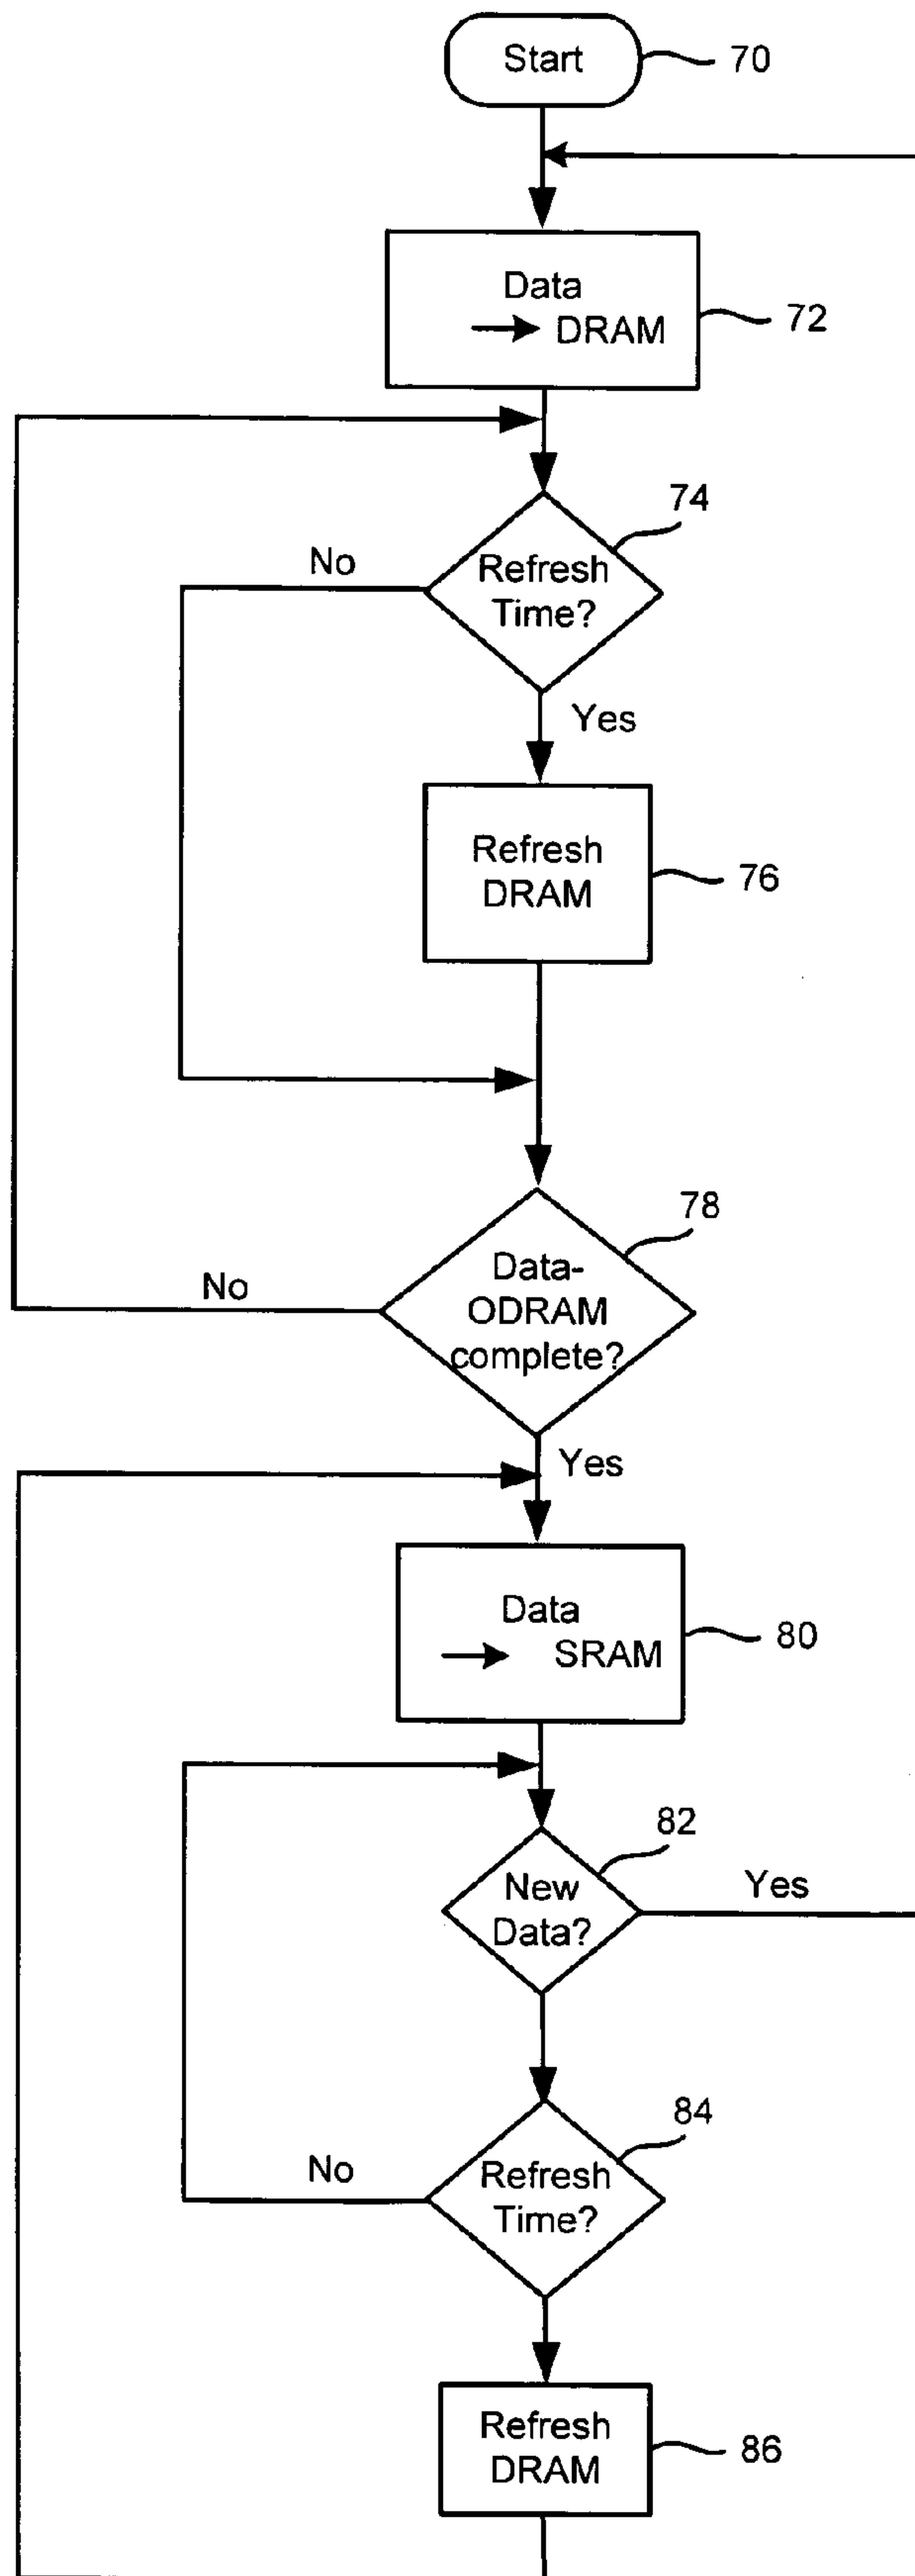 Start
70
Data
→ DRAM
72
74
Refresh
Time?
No
Yes
Refresh
DRAM
76
78
Data-
ODRAM
complete?
No
Yes
Data
→ SRAM
80
82
New
Data?
Yes
84
Refresh
Time?
No
Refresh
DRAM
86